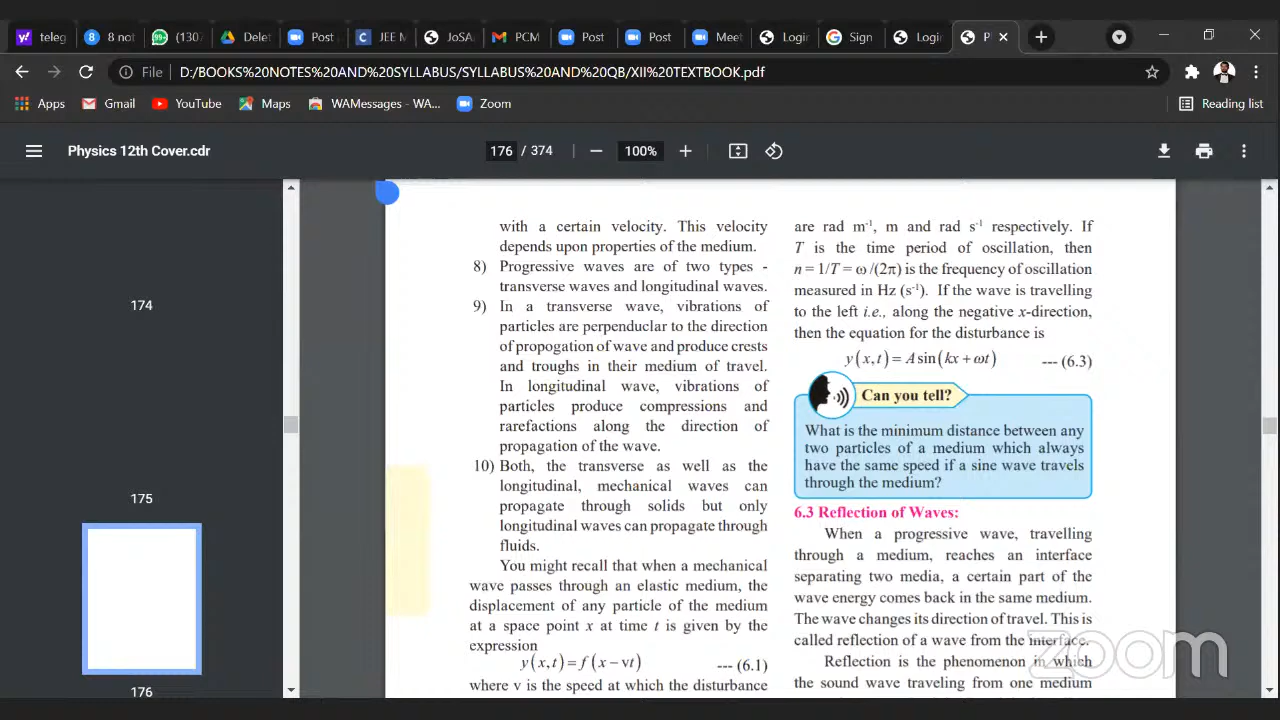 teleg
8 not
(130
Delet
Post
JEE M
JoSA
PCM
Post
Post
Meet
Logir
Sign
Logir
P
File
D:/BOOKS%20NOTES%20AND%20SYLLABUS/SYLLABUS%20AND%20QB/XII%20TEXTBOOK.pdf
Apps
Gmail
YouTube
Maps
WAMessages - WA...
Zoom
Reading list
Physics 12th Cover.cdr
176 / 374
100%
174
175
176
with a certain velocity. This velocity
depends upon properties of the medium.
8) Progressive waves are of two types -
transverse waves and longitudinal waves.
9) In a transverse wave, vibrations of
particles are perpenduclar to the direction
of propogation of wave and produce crests
and troughs in their medium of travel.
In longitudinal wave, vibrations of
particles produce compressions and
rarefactions along the direction of
propagation of the wave.
10) Both, the transverse as well as the
longitudinal, mechanical waves can
propagate through solids but only
longitudinal waves can propagate through
fluids.
You might recall that when a mechanical
wave passes through an elastic medium, the
displacement of any particle of the medium
at a space point x at time t is given by the
expression
y(x,t) = f(x − vt) --- (6.1)
where v is the speed at which the disturbance
are rad m⁻¹, m and rad s⁻¹ respectively. If
T is the time period of oscillation, then
n = 1/T = ω /(2π) is the frequency of oscillation
measured in Hz (s⁻¹). If the wave is travelling
to the left i.e., along the negative x-direction,
then the equation for the disturbance is
y(x,t) = A sin(kx + ωt) --- (6.3)
Can you tell?
What is the minimum distance between any
two particles of a medium which always
have the same speed if a sine wave travels
through the medium?
6.3 Reflection of Waves:
When a progressive wave, travelling
through a medium, reaches an interface
separating two media, a certain part of the
wave energy comes back in the same medium.
The wave changes its direction of travel. This is
called reflection of a wave from the interface.
Reflection is the phenomenon in which
the sound wave traveling from one medium
zoom